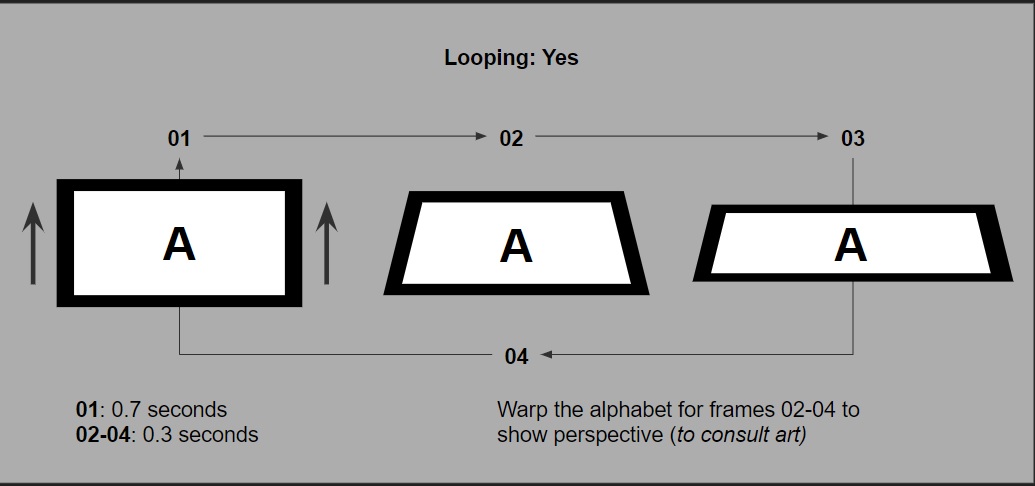 Looping: Yes
01
02
03
A
A
A
04
01: 0.7 seconds
02-04: 0.3 seconds
Warp the alphabet for frames 02-04 to
show perspective (to consult art)